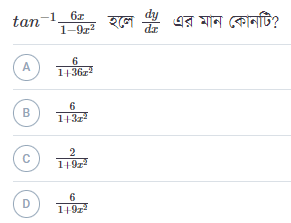 tan⁻¹ 6x/(1−9x²) হলে dy/dx এর মান কোনটি?
A 6/(1+36x²)
B 6/(1+3x²)
C 2/(1+9x²)
D 6/(1+9x²)